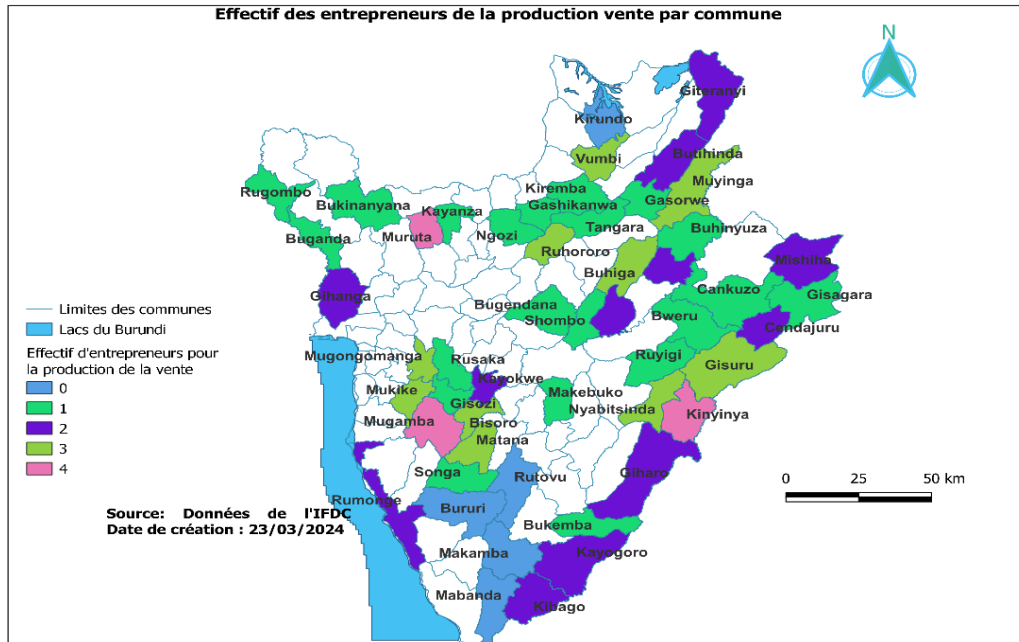 Effectif des entrepreneurs de la production vente par commune
N
Giteranyi
Kirundo
Vumbi
Butihinda
Muyinga
Kiremba
Rugombo
Bukinanyana
Kayanza
Gashikanwa
Gasorwe
Muruta
Ngozi
Tangara
Buhinyuza
Buganda
Ruhororo
Buhiga
Mishiha
Gihanga
Cankuzo
Gisagara
Bugendana
Shombo
Bweru
Cendajuru
Limites des communes
Lacs du Burundi
Effectif d'entrepreneurs pour
la production de la vente
0
1
2
3
4
Mugongomanga
Rusaka
Ruyigi
Gisuru
Kayokwe
Mukike
Gisozi
Makebuko
Nyabitsinda
Kinyinya
Mugamba
Bisoro
Matana
Songa
Rutovu
Giharo
0 50 km
Rumonge
Bururi
Source: Données de l'IFDC
Date de création : 23/03/2024
Bukemba
Makamba
Kayogoro
Mabanda
Kibago